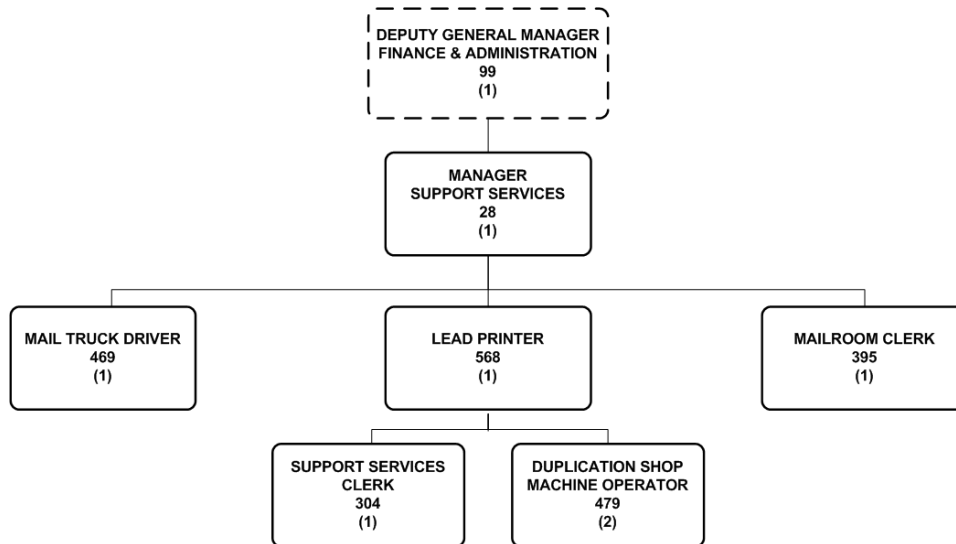 DEPUTY GENERAL MANAGER
FINANCE & ADMINISTRATION
99
(1)
MANAGER
SUPPORT SERVICES
28
(1)
MAIL TRUCK DRIVER
469
(1)
LEAD PRINTER
568
(1)
MAILROOM CLERK
395
(1)
SUPPORT SERVICES
CLERK
304
(1)
DUPLICATION SHOP
MACHINE OPERATOR
479
(2)